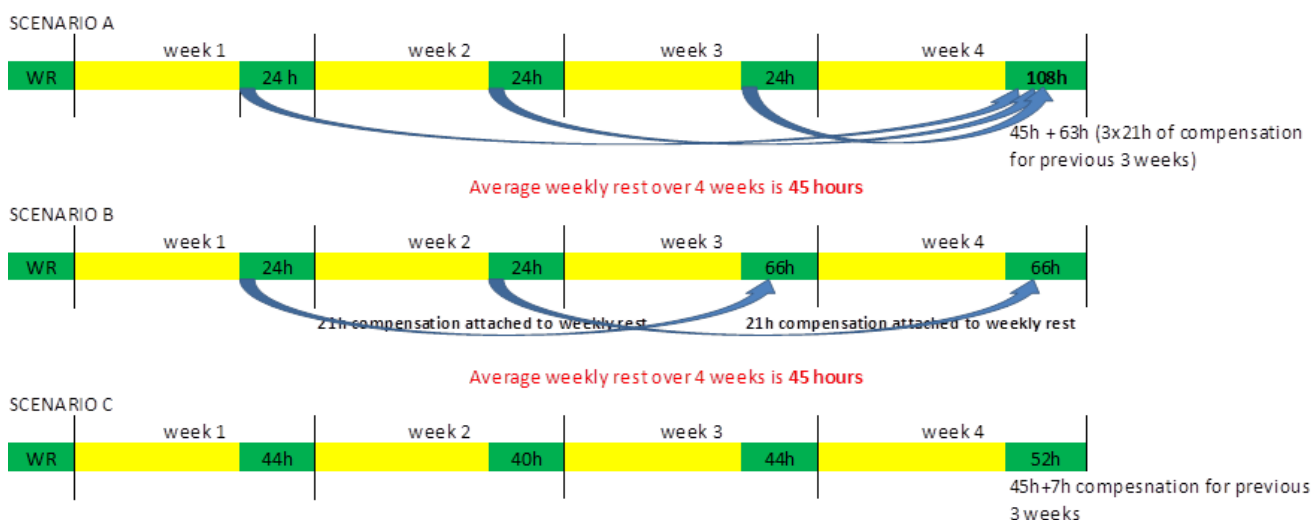 SCENARIO A
week 1 week 2 week 3 week 4
WR 24 h 24h 24h 108h
45h + 63h (3x21h of compensation
for previous 3 weeks)
Average weekly rest over 4 weeks is 45 hours
SCENARIO B
week 1 week 2 week 3 week 4
WR 24h 24h 66h 66h
21h compensation attached to weekly rest 21h compensation attached to weekly rest
Average weekly rest over 4 weeks is 45 hours
SCENARIO C
week 1 week 2 week 3 week 4
WR 44h 40h 44h 52h
45h+7h compesnation for previous
3 weeks